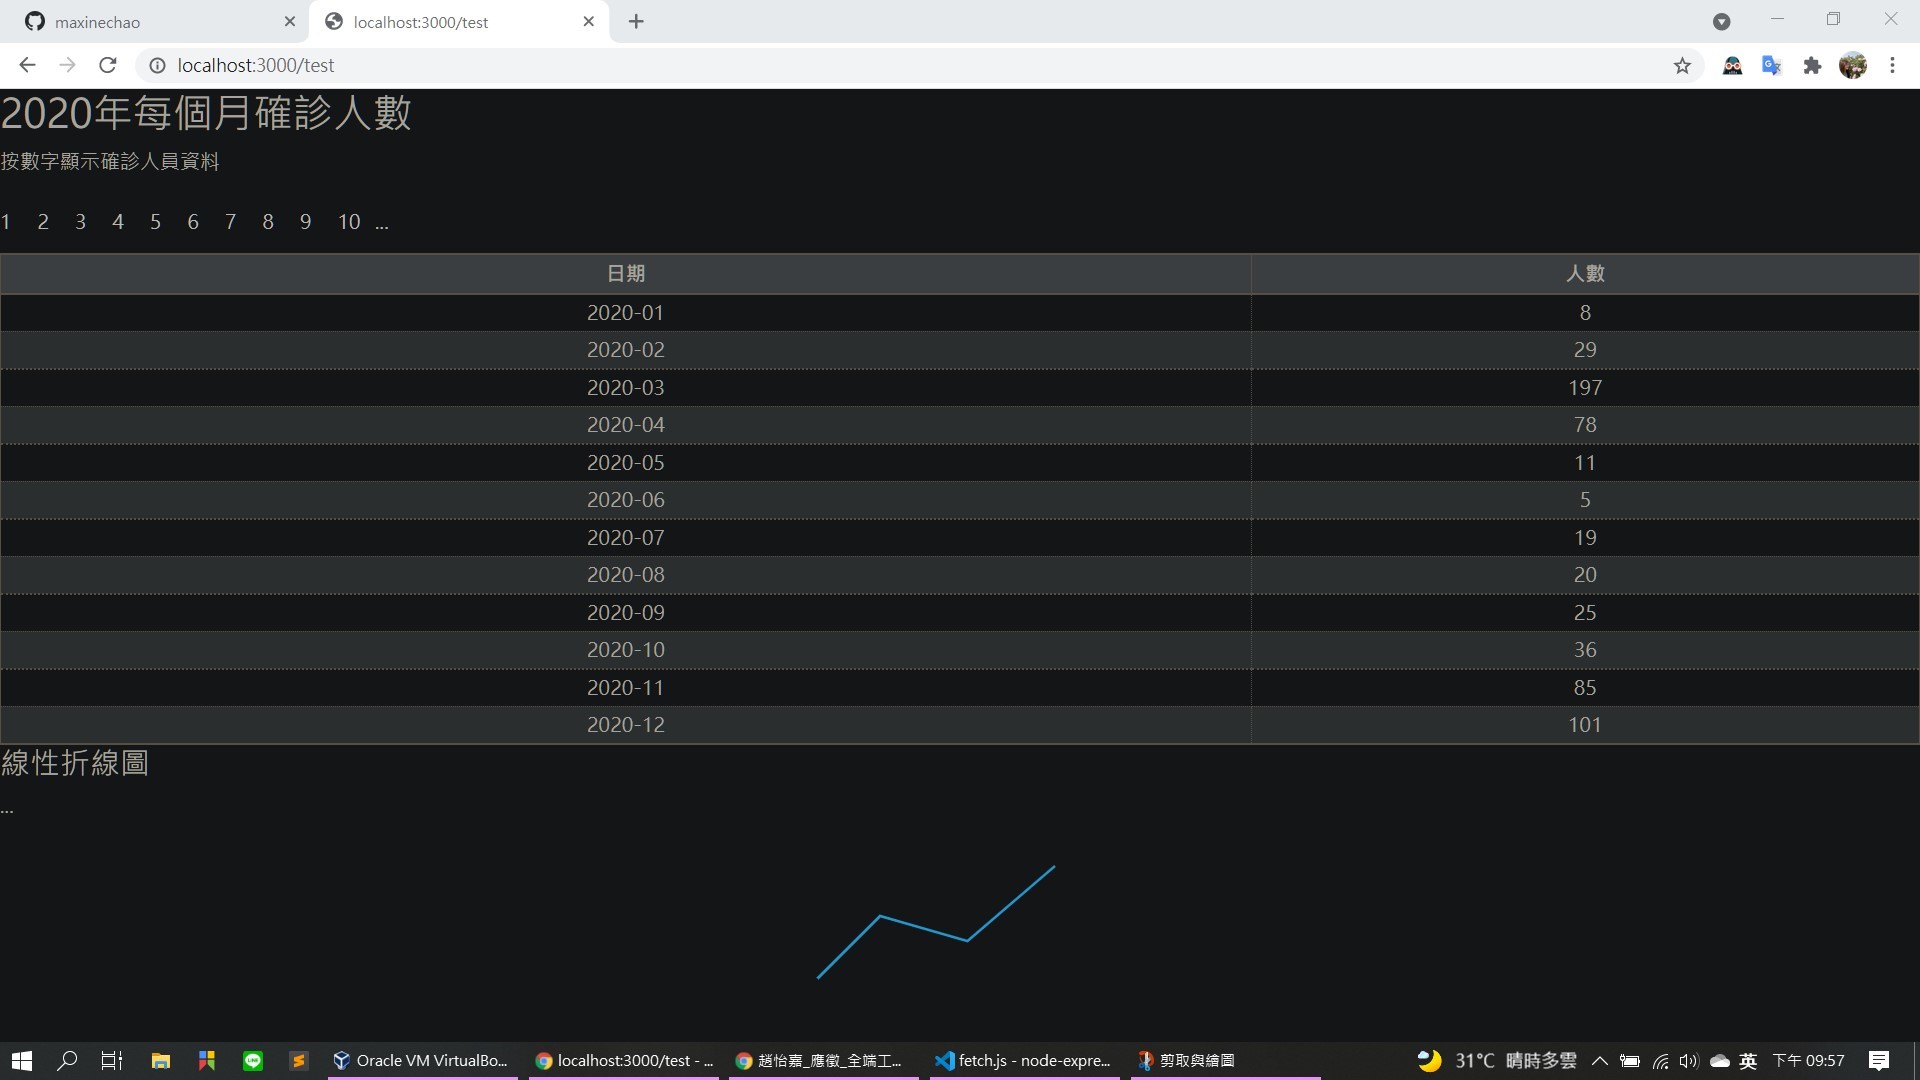 maxinechao
localhost:3000/test
localhost:3000/test
2020年每個月確診人數
按數字顯示確診人員資料
1 2 3 4 5 6 7 8 9 10 ...
日期 人數
2020-01 8
2020-02 29
2020-03 197
2020-04 78
2020-05 11
2020-06 5
2020-07 19
2020-08 20
2020-09 25
2020-10 36
2020-11 85
2020-12 101
線性折線圖
...
Oracle VM VirtualBo... localhost:3000/test - ... 趙怡嘉_應徵_全端工... fetch.js - node-expre... 剪取與繪圖 31°C 晴時多雲 英 下午 09:57